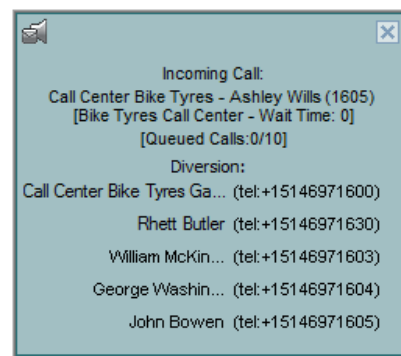 Incoming Call:
Call Center Bike Tyres - Ashley Wills (1605)
[Bike Tyres Call Center - Wait Time: 0]
[Queued Calls:0/10]
Diversion:
Call Center Bike Tyres Ga... (tel:+15146971600)
Rhett Butler (tel:+15146971630)
William McKin... (tel:+15146971603)
George Washin... (tel:+15146971604)
John Bowen (tel:+15146971605)